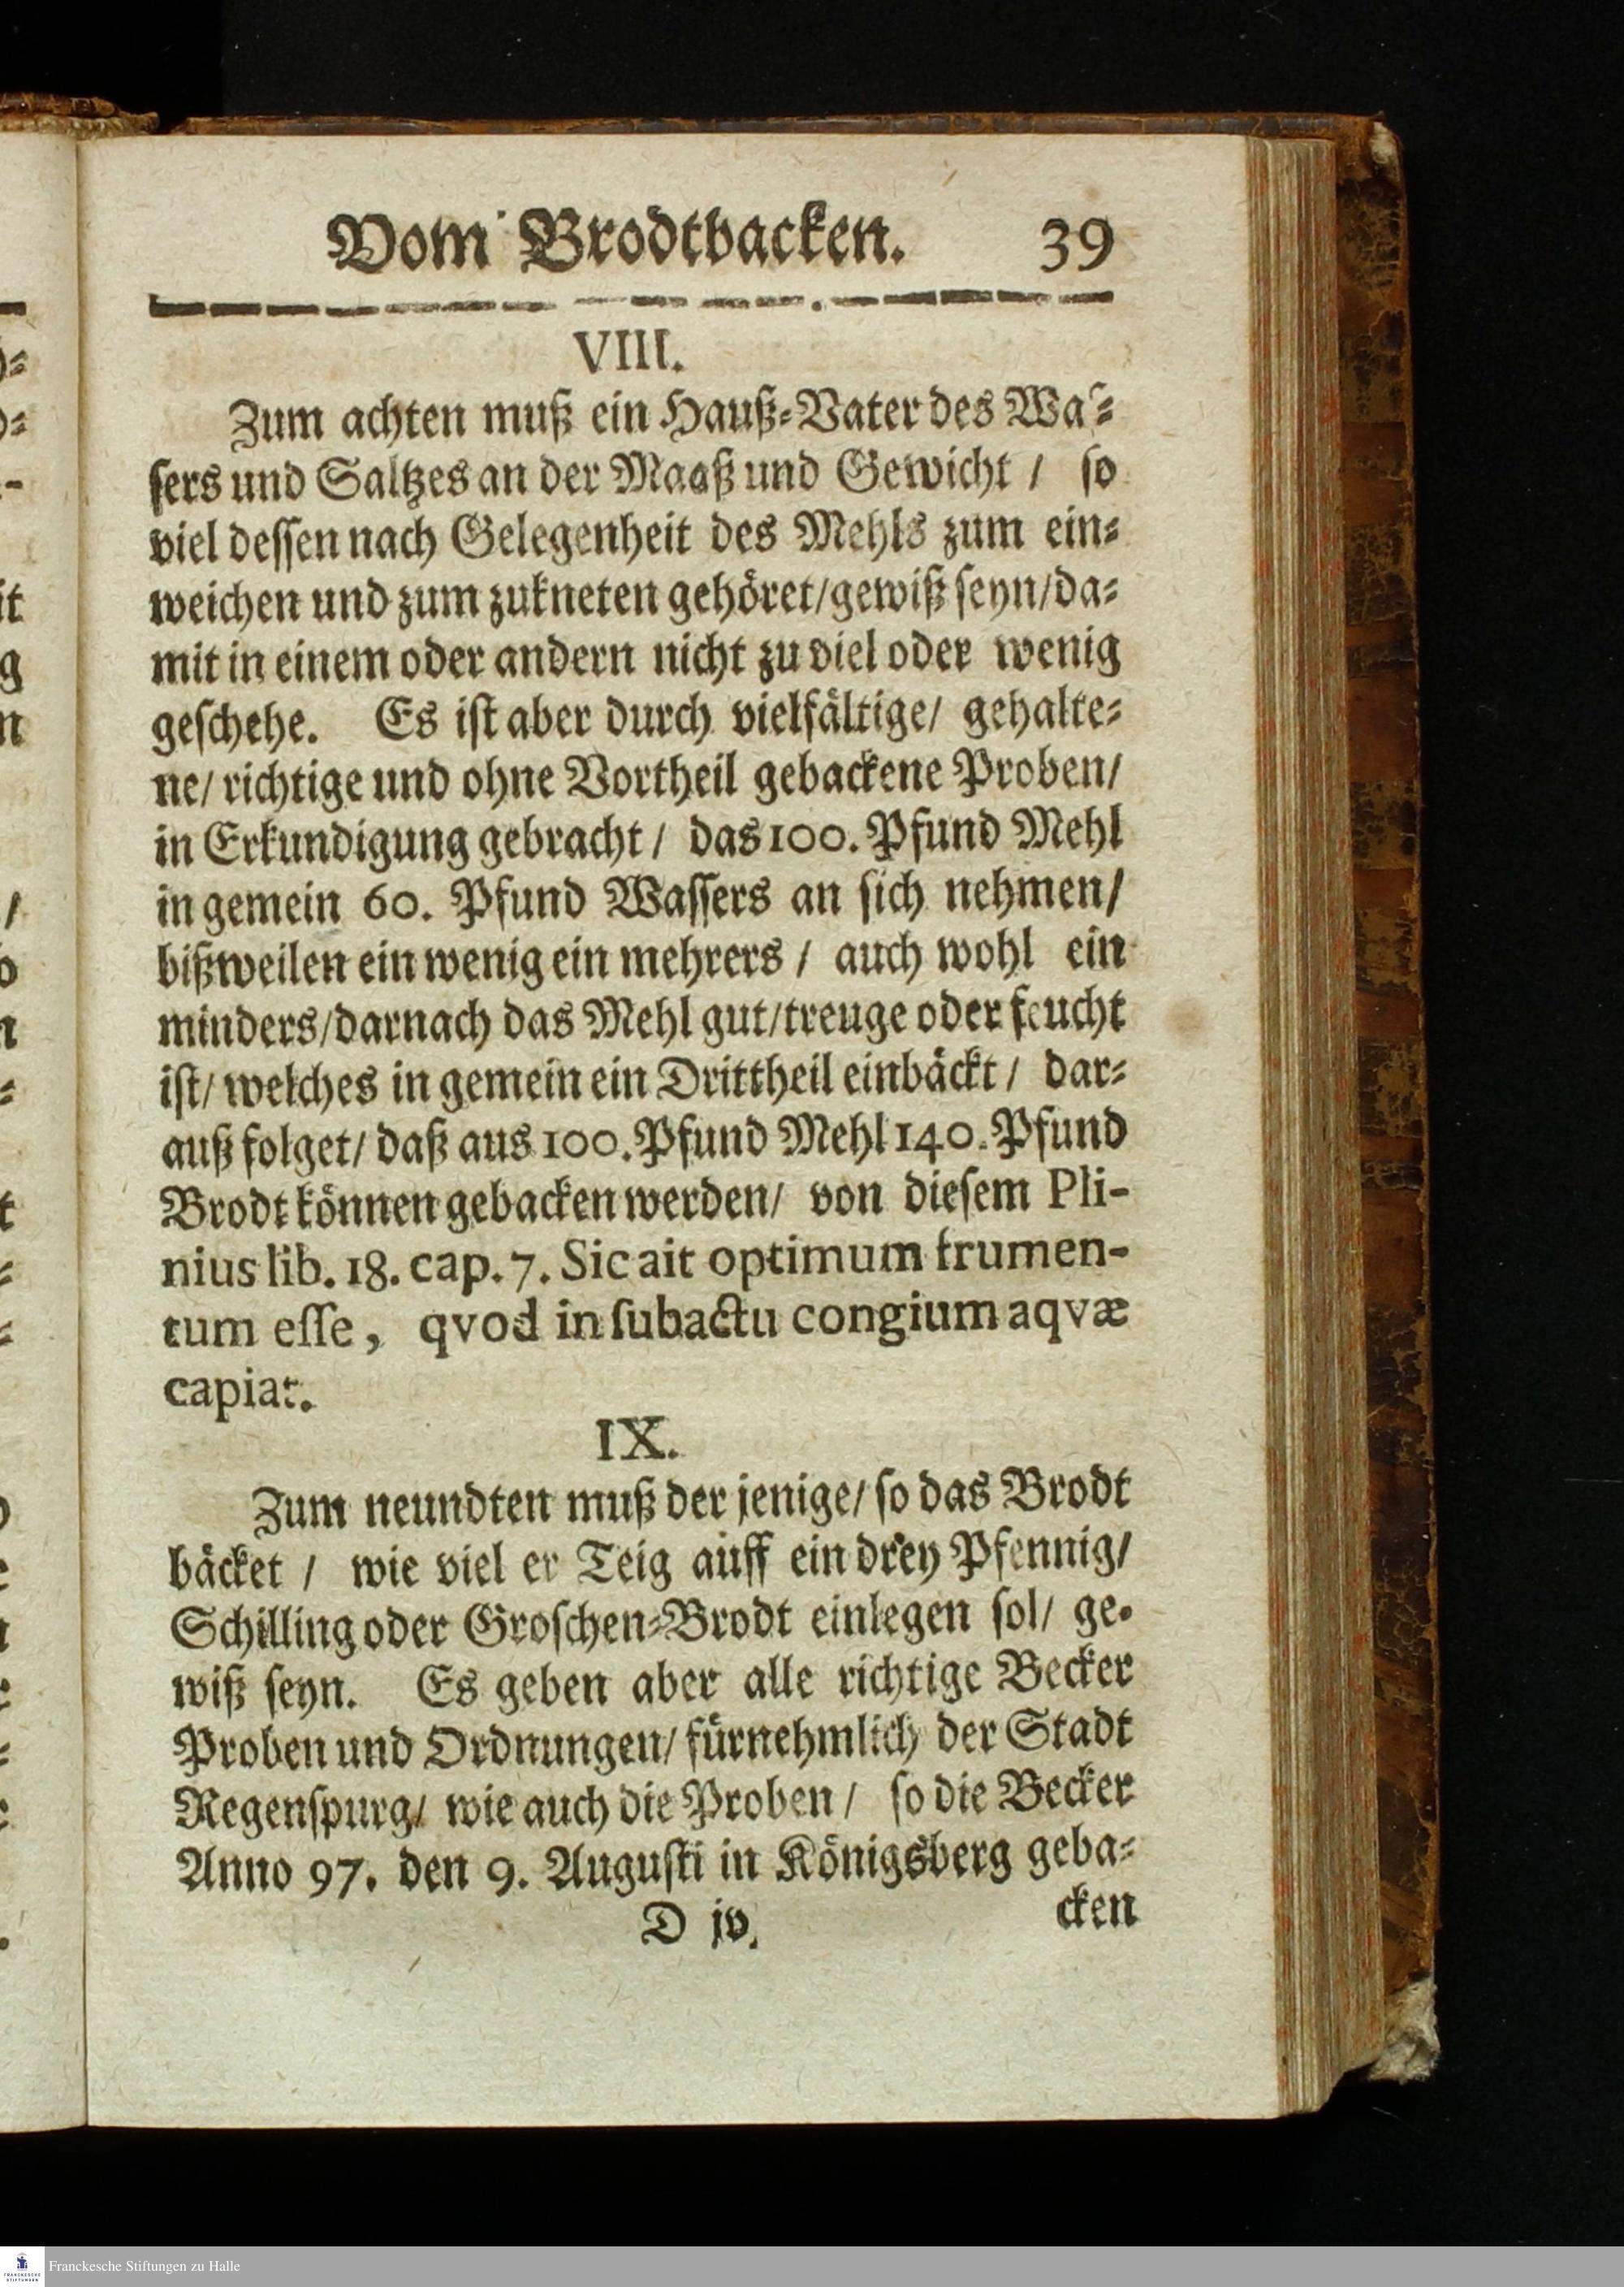 Vom Brodtbacken. 39
VIII.
Zum achten muß ein Hauß-Vater des Waſ-
ſers und Saltzes an der Maaß und Gewicht / ſo
viel deſſen nach Gelegenheit des Mehls zum ein-
weichen und zum zukneten gehöret/gewiß ſeyn/da-
mit in einem oder andern nicht zu viel oder wenig
geſchehe. Es iſt aber durch vielfältige/ gehalte-
ne/ richtige und ohne Vortheil gebackene Proben/
in Erkundigung gebracht / das 100. Pfund Mehl
in gemein 60. Pfund Waſſers an ſich nehmen/
bißweilen ein wenig ein mehrers / auch wohl ein
minders/darnach das Mehl gut/treuge oder feucht
iſt/ welches in gemein ein Drittheil einbäckt / dar-
auß folget/ daß aus 100. Pfund Mehl 140. Pfund
Brodt können gebacken werden/ von dieſem Pli-
nius lib. 18. cap. 7. Sic ait optimum frumen-
tum eſſe, qvod in ſubactu congium aqvæ
capiat.
IX.
Zum neundten muß der jenige/ ſo das Brodt
bäcket / wie viel er Teig auff ein drey Pfennig/
Schilling oder Groſchen-Brodt einlegen ſol/ ge-
wiß ſeyn. Es geben aber alle richtige Becker
Proben und Ordnungen/ fürnehmlich der Stadt
Regenſpurg/ wie auch die Proben / ſo die Becker
Anno 97. den 9. Auguſti in Königsberg geba-
D iv. cken
Franckesche Stiftungen zu Halle